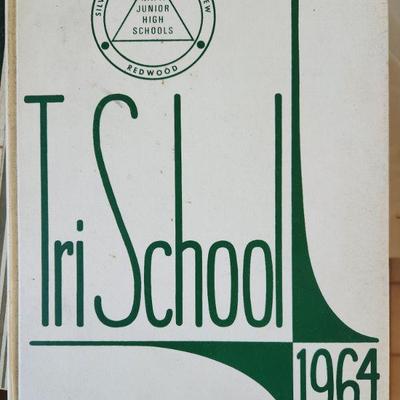 JUNIOR
HIGH
SCHOOLS
REDWOOD
Tri School
1964